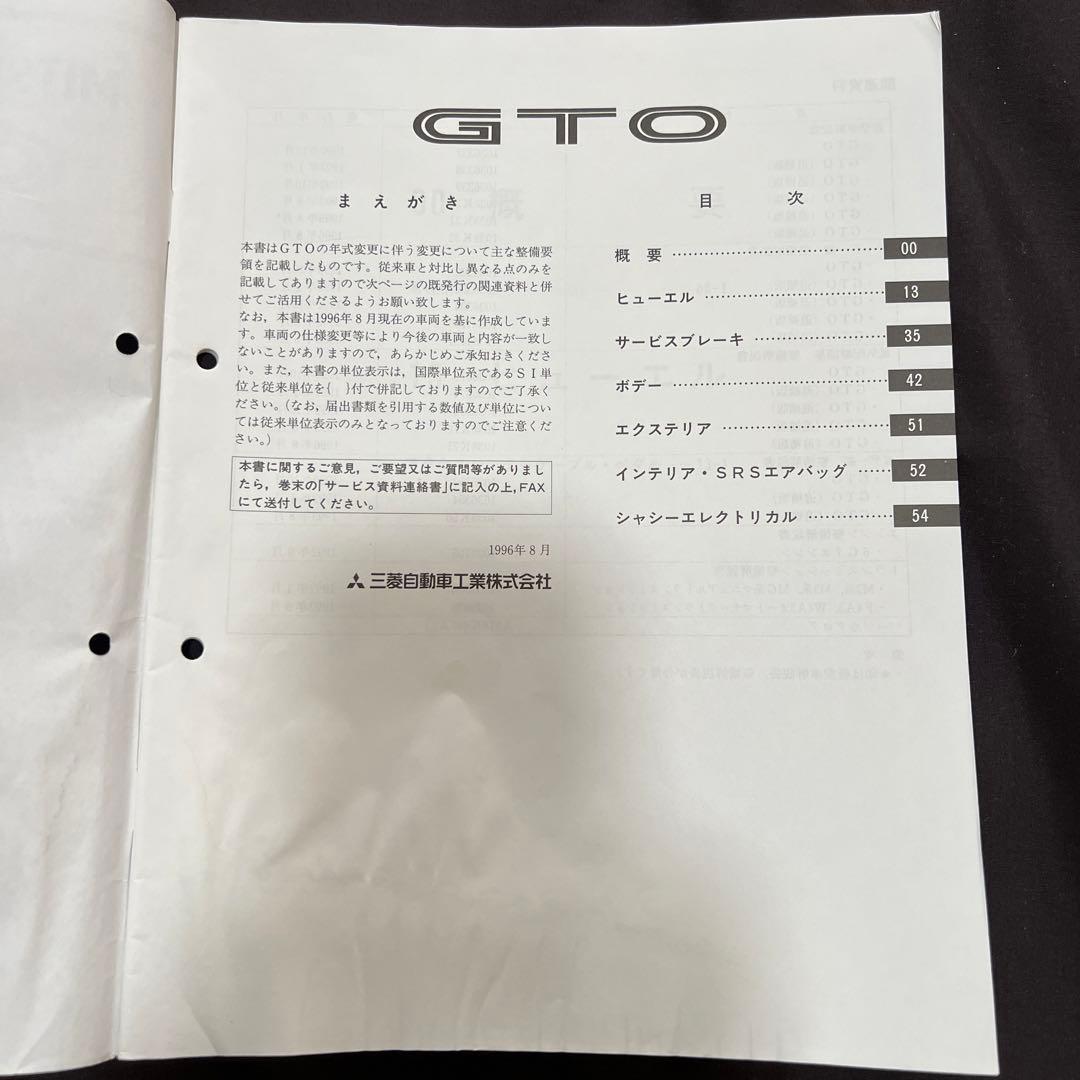 GTO
まえがき
本書はGTOの年式変更に伴う変更について主な整備要
領を記載したものです。従来車と対比し異なる点のみを
記載してありますので次ページの既発行の関連資料と併
せてご活用くださるようお願い致します。
なお，本書は1996年8月現在の車両を基に作成していま
す。車両の仕様変更等により今後の車両と内容が一致し
ないことがありますので，あらかじめご承知おきくださ
い。また，本書の単位表示は，国際単位系であるSI単
位と従来単位を{　}付で併記しておりますのでご了承く
ださい。(なお，届出書類を引用する数値及び単位につい
ては従来単位表示のみとなっておりますのでご注意くだ
さい。)
本書に関するご意見，ご要望又はご質問等がありまし
たら，巻末の「サービス資料連絡書」に記入の上，FAX
にて送付してください。
1996年8月
三菱自動車工業株式会社
目次
概要 …… 00
ヒューエル …… 13
サービスブレーキ …… 35
ボデー …… 42
エクステリア …… 51
インテリア・SRSエアバッグ …… 52
シャシーエレクトリカル …… 54